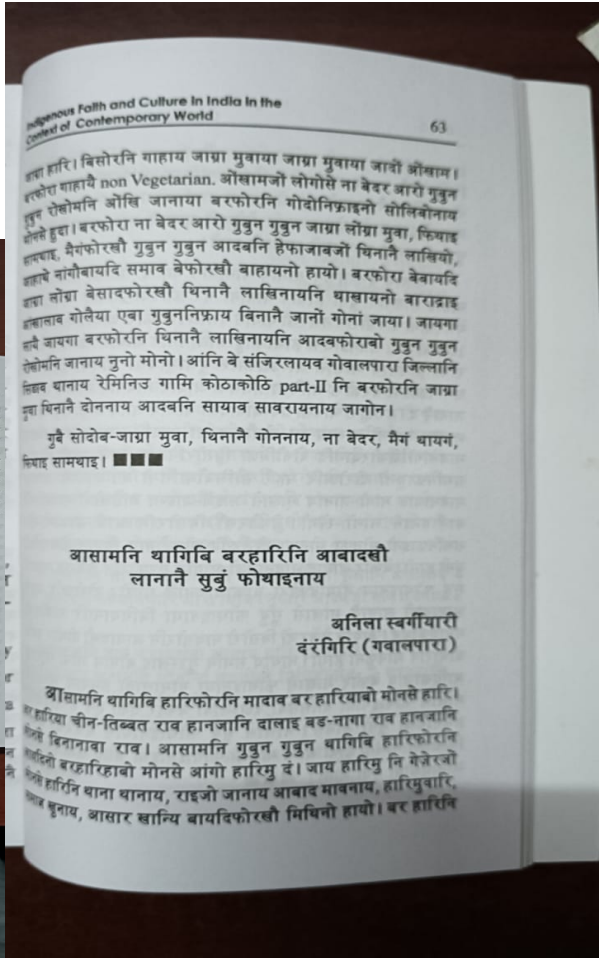 Indigenous Faith and Culture in India in the
Context of Contemporary World
63
हारि। बिसोरनि गाहाय जाग्रा मुवाया जाग्रा मुवाया जाबों ओंखाम।
बरफोरा गाहायै non Vegetarian. ओंखामजों लोगोसे ना बेदर आरो गुबुन
गुबुन रोखोमनि ओंखि जानाया बरफोरनि गोदोनिफ्राइनो सोलिबोनाय
मोनसे हुदा। बरफोरा ना बेदर आरो गुबुन गुबुन जाग्रा लोंग्रा मुवा, फिथाइ
सामथाइ, मैगंफोरखौ गुबुन गुबुन आदबनि हेफाजाबजों थिनानै लाखियो,
नांगौबायदि समाव बेफोरखौ बाहायनो हायो। बरफोरा बेबायदि
जाग्रा लोंग्रा बेसादफोरखौ थिनानै लाखिनायनि थाखायनो बाराद्राइ
आंखालाब गोलैया एबा गुबुननिफ्राय बिनानै जानों गोनां जाया। जायगा
सायै जायगा बरफोरनि थिनानै लाखिनायनि आदबफोराबो गुबुन गुबुन
रोखोमनि जानाय नुनो मोनो। आंनि बे संजिरलायव गोवालपारा जिल्लानि
थानाय रेमिनिउ गामि कोठाकोठि part-II नि बरफोरनि जाग्रा
मुवा थिनानै दोननाय आदबनि सायाव सावरायनाय जागोन।
गुबै सोदोब-जाग्रा मुवा, थिनानै गोननाय, ना बेदर, मैगं थायगं,
फिथाइ सामथाइ। ■■■
आसामनि थागिबि बरहारिनि आबादखौ
लानानै सुबुं फोथाइनाय
अनिला स्बर्गीयारी
दंरंगिरि (गवालपारा)
आसामनि थागिबि हारिफोरनि मादाव बर हारियाबो मोनसे हारि।
बर हारिया चीन-तिब्बत राव हानजानि दालाइ बड-नागा राव हानजानि
मोनसे बिनानावा राव। आसामनि गुबुन गुबुन थागिबि हारिफोरनि
बरहारिहाबो मोनसे आंगो हारिमु दं। जाय हारिमु नि गेजेरजों
मोनसे हारिनि थाना थानाय, राइजो जानाय आबाद मावनाय, हारिमुवारि,
खुनाय, आसार खान्थि बायदिफोरखौ मिथिनो हायो। बर हारिनि